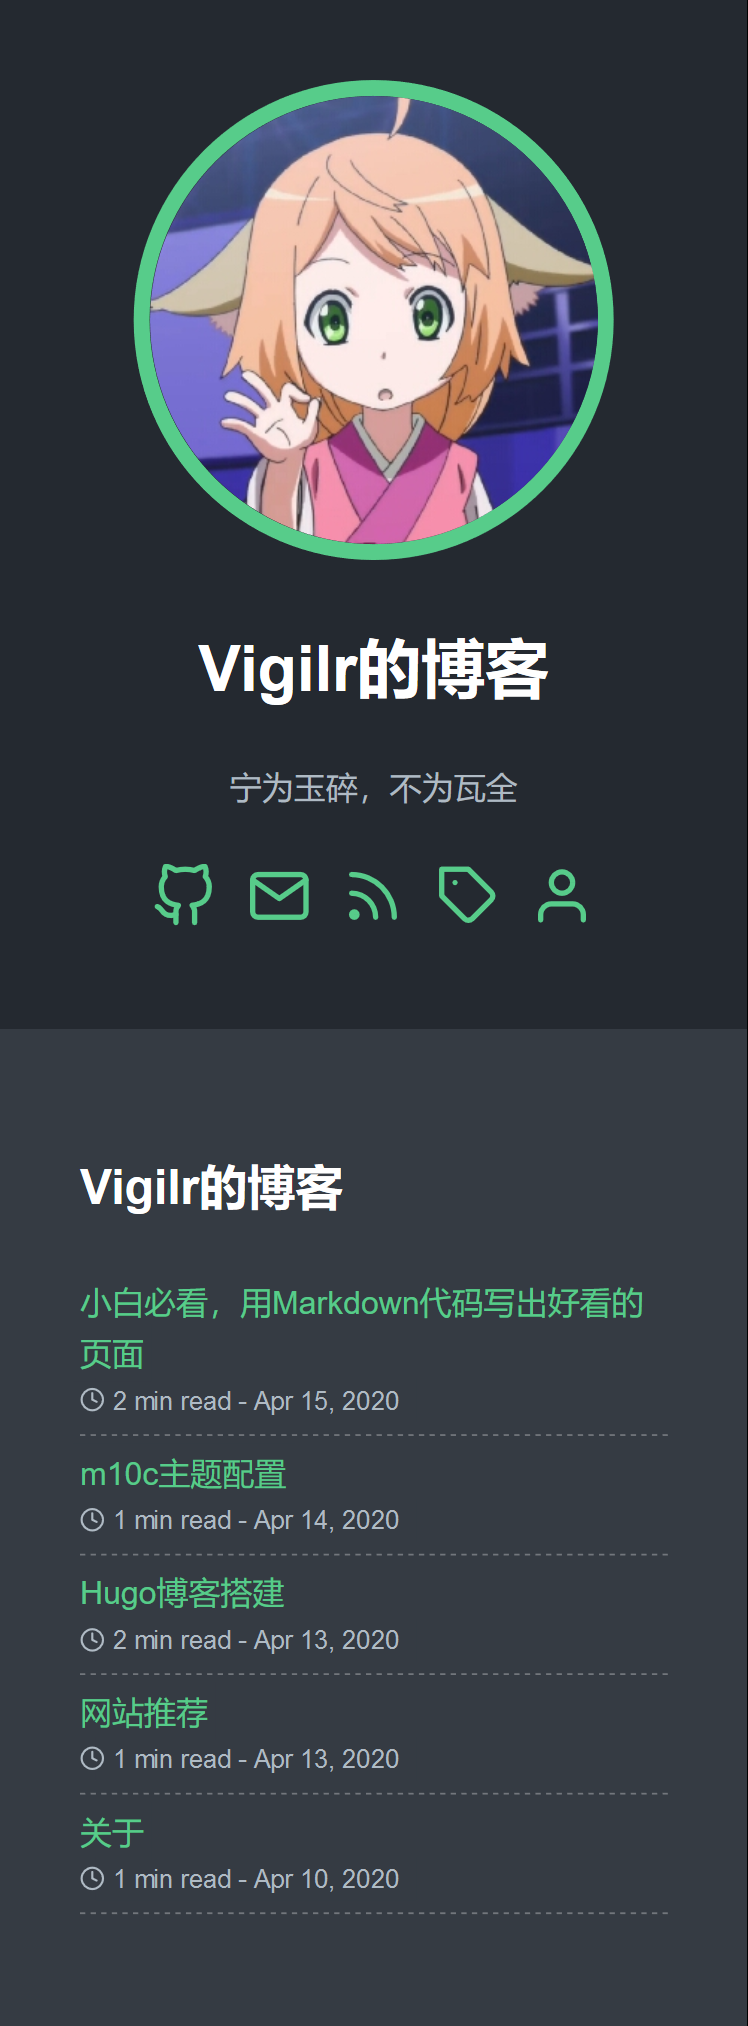 Vigilr的博客
宁为玉碎，不为瓦全
Vigilr的博客
小白必看，用Markdown代码写出好看的
页面
2 min read - Apr 15, 2020
m10c主题配置
1 min read - Apr 14, 2020
Hugo博客搭建
2 min read - Apr 13, 2020
网站推荐
1 min read - Apr 13, 2020
关于
1 min read - Apr 10, 2020